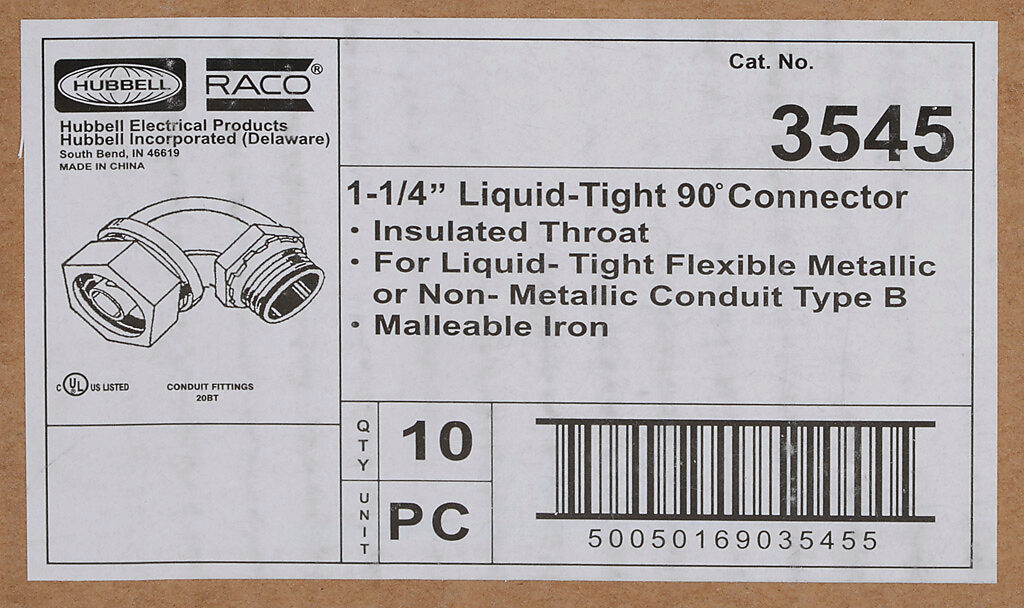 HUBBELL
RACO®
Hubbell Electrical Products
Hubbell Incorporated (Delaware)
South Bend, IN 46619
MADE IN CHINA
C UL US LISTED
CONDUIT FITTINGS
20BT
Cat. No.
3545
1-1/4” Liquid-Tight 90° Connector
• Insulated Throat
• For Liquid- Tight Flexible Metallic
or Non- Metallic Conduit Type B
• Malleable Iron
QTY
10
UNIT
PC
50050169035455